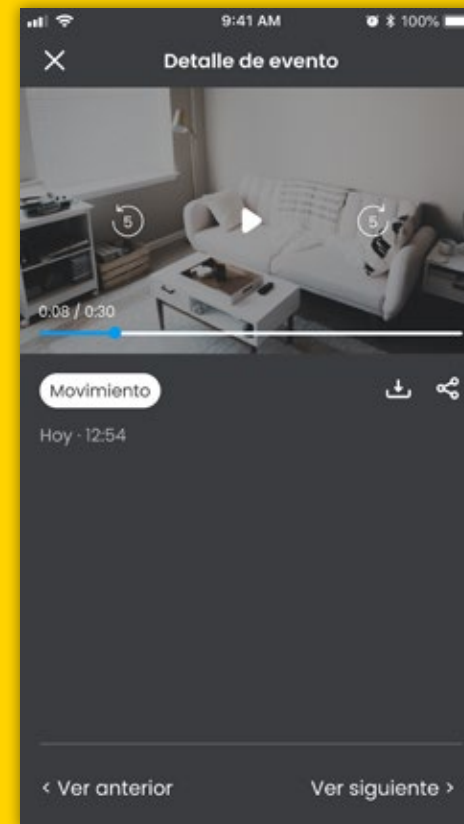 9:41 AM
100%
Detalle de evento
5
5
0:08 / 0:30
Movimiento
Hoy · 12:54
< Ver anterior
Ver siguiente >